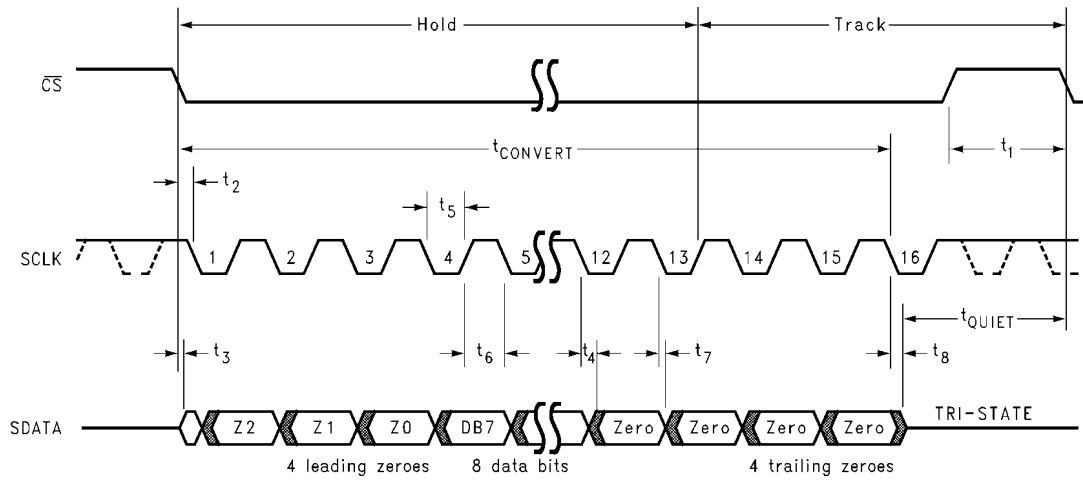 Hold Track
CS
tCONVERT t1
t2
t5
SCLK 1 2 3 4 5 12 13 14 15 16
tQUIET
t3 t6 t4 t7 t8
SDATA Z2 Z1 Z0 DB7 Zero Zero Zero Zero TRI-STATE
4 leading zeroes 8 data bits 4 trailing zeroes